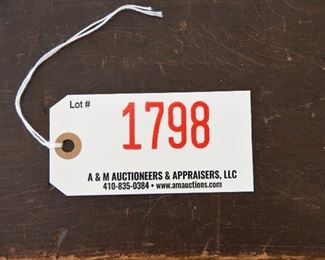 Lot #
1798
A & M AUCTIONEERS & APPRAISERS, LLC
410-835-0384 • www.amauctions.com